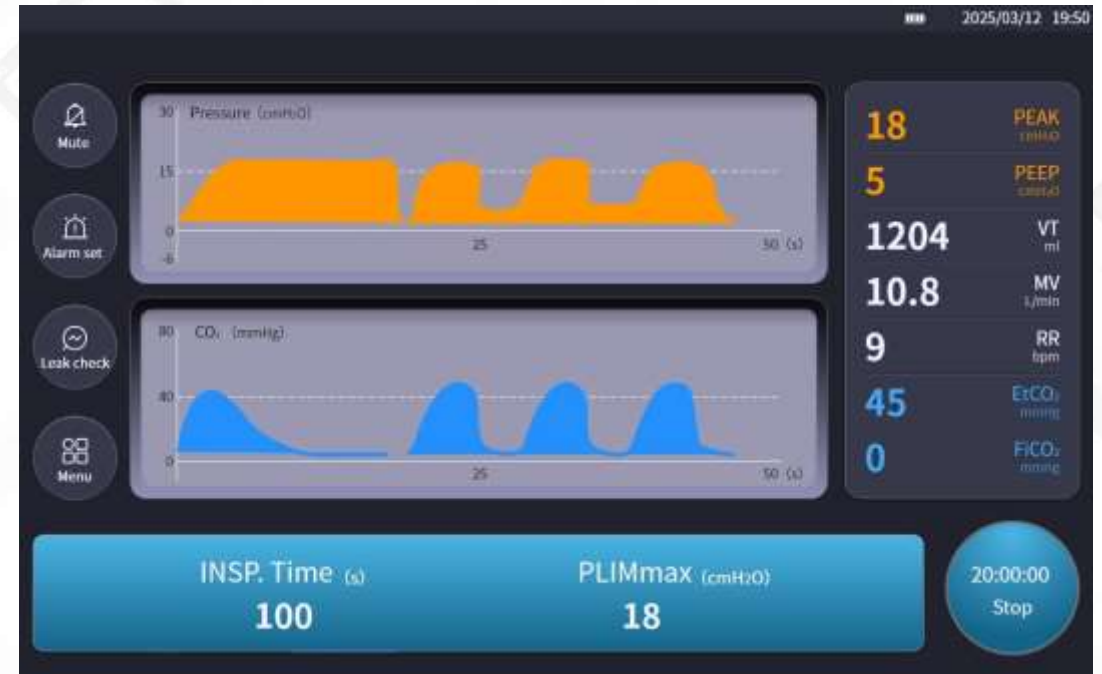 2025/03/12 19:50
Mute
Alarm set
Leak check
Menu
Pressure (cmH₂O)
30
15
0
-6
25
50 (s)
CO₂ (mmHg)
80
40
0
25
50 (s)
18 PEAK
cmH₂O
5 PEEP
cmH₂O
1204 VT
ml
10.8 MV
L/min
9 RR
bpm
45 EtCO₂
mmHg
0 FiCO₂
mmHg
INSP. Time (s)
100
PLIMmax (cmH₂O)
18
20:00:00
Stop